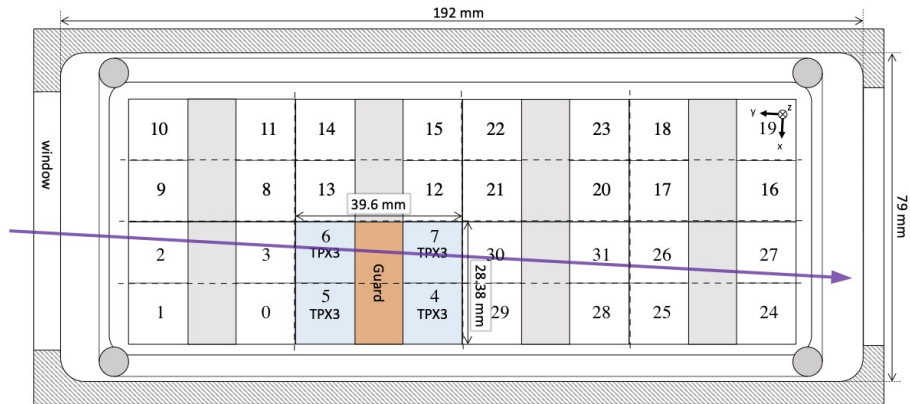 192 mm
10 11 14 15 22 23 18 19
y z
x
window
9 8 13 12 21 20 17 16
39.6 mm
79 mm
2 3 6 7 30 31 26 27
TPX3 TPX3
Guard
28.38 mm
1 0 5 4 29 28 25 24
TPX3 TPX3